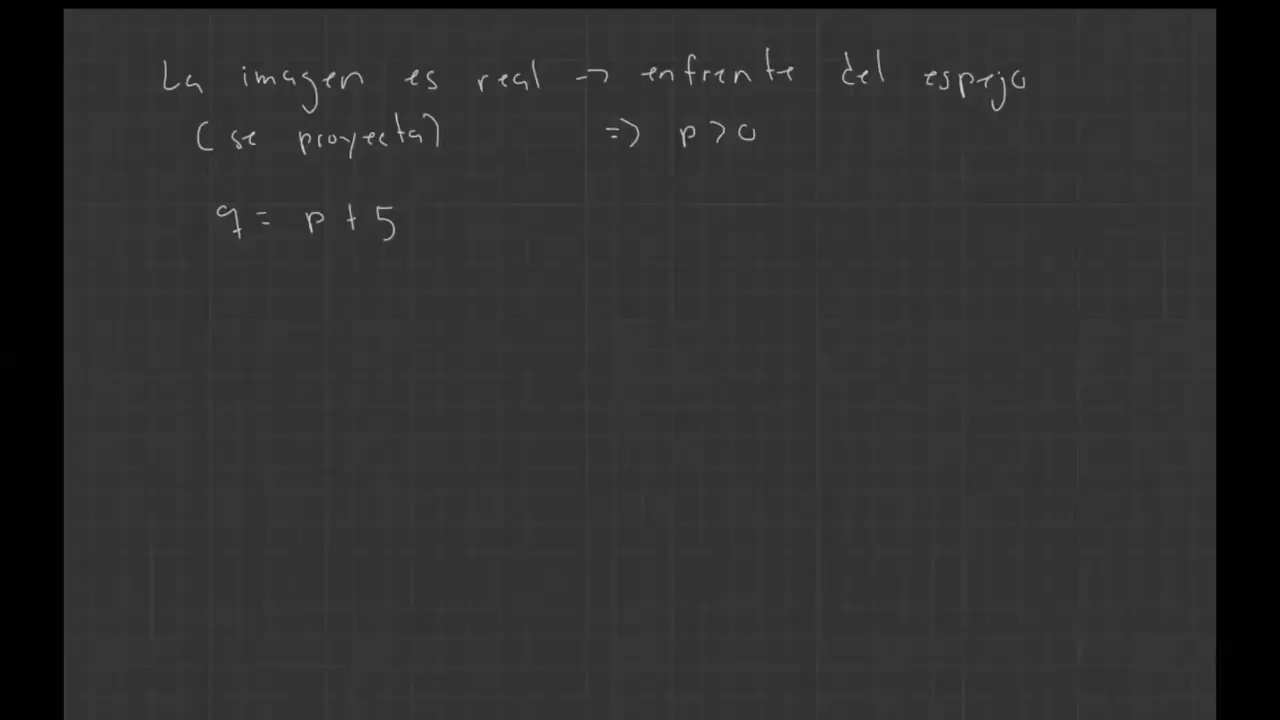 La imagen es real → enfrente del espejo
(se proyecta) => p > 0
q = p + 5